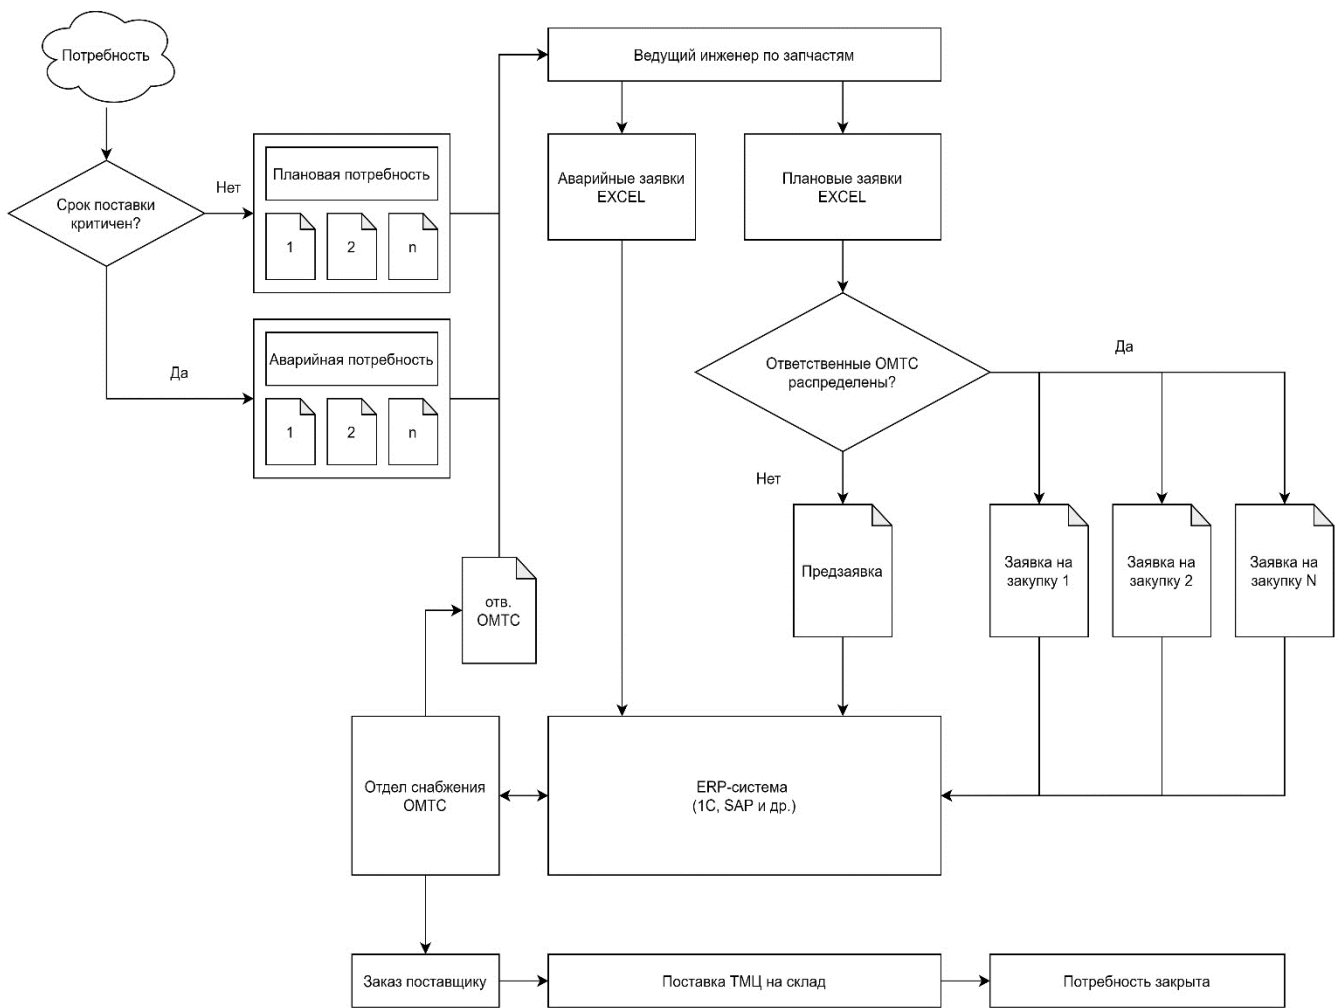 Потребность
Ведущий инженер по запчастям
Срок поставки
критичен?
Нет
Плановая потребность
1
2
n
Аварийные заявки
EXCEL
Плановые заявки
EXCEL
Да
Аварийная потребность
1
2
n
Ответственные ОМТС
распределены?
Да
Нет
отв.
ОМТС
Предзаявка
Заявка на
закупку 1
Заявка на
закупку 2
Заявка на
закупку N
Отдел снабжения
ОМТС
ERP-система
(1С, SAP и др.)
Заказ поставщику
Поставка ТМЦ на склад
Потребность закрыта